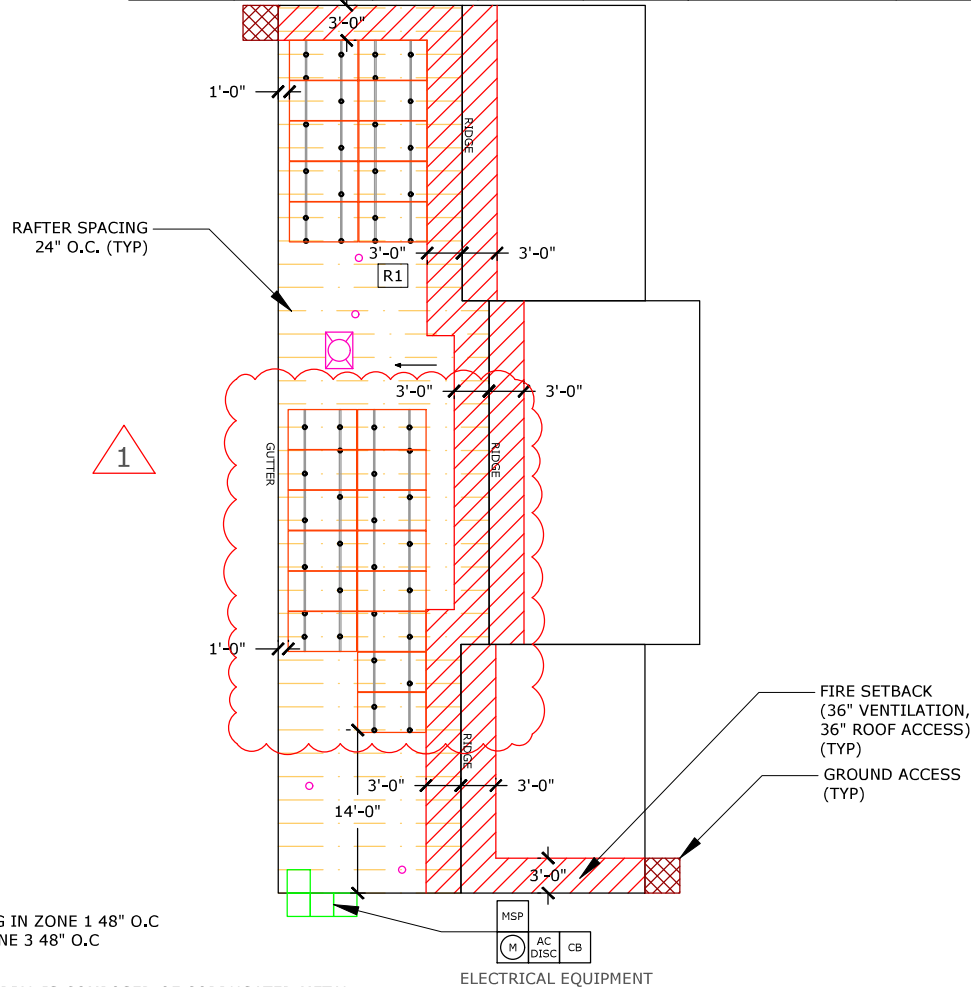 3'-0"
1'-0"
RIDGE
RAFTER SPACING
24" O.C. (TYP)
3'-0"
3'-0"
R1
3'-0"
3'-0"
1
GUTTER
RIDGE
1'-0"
FIRE SETBACK
(36" VENTILATION,
36" ROOF ACCESS)
(TYP)
RIDGE
GROUND ACCESS
(TYP)
3'-0"
3'-0"
14'-0"
3'-0"
IN ZONE 1 48" O.C
3 48" O.C
MSP
M
AC
DISC
CB
ELECTRICAL EQUIPMENT